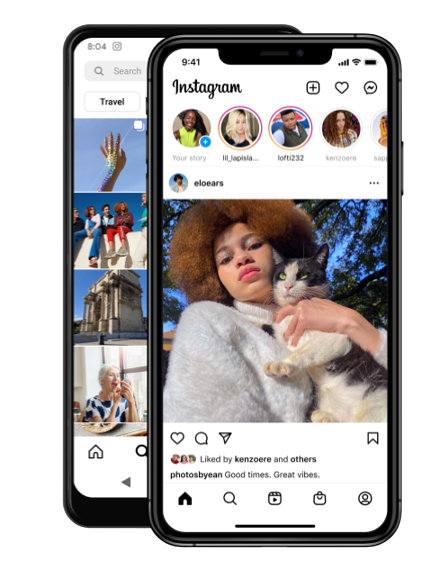 8:04
Search
Travel
9:41
Instagram
Your story
lil_lapisla...
lofti232
kenzoere
sapp
eloears
Liked by kenzoere and others
photosbyean Good times. Great vibes.